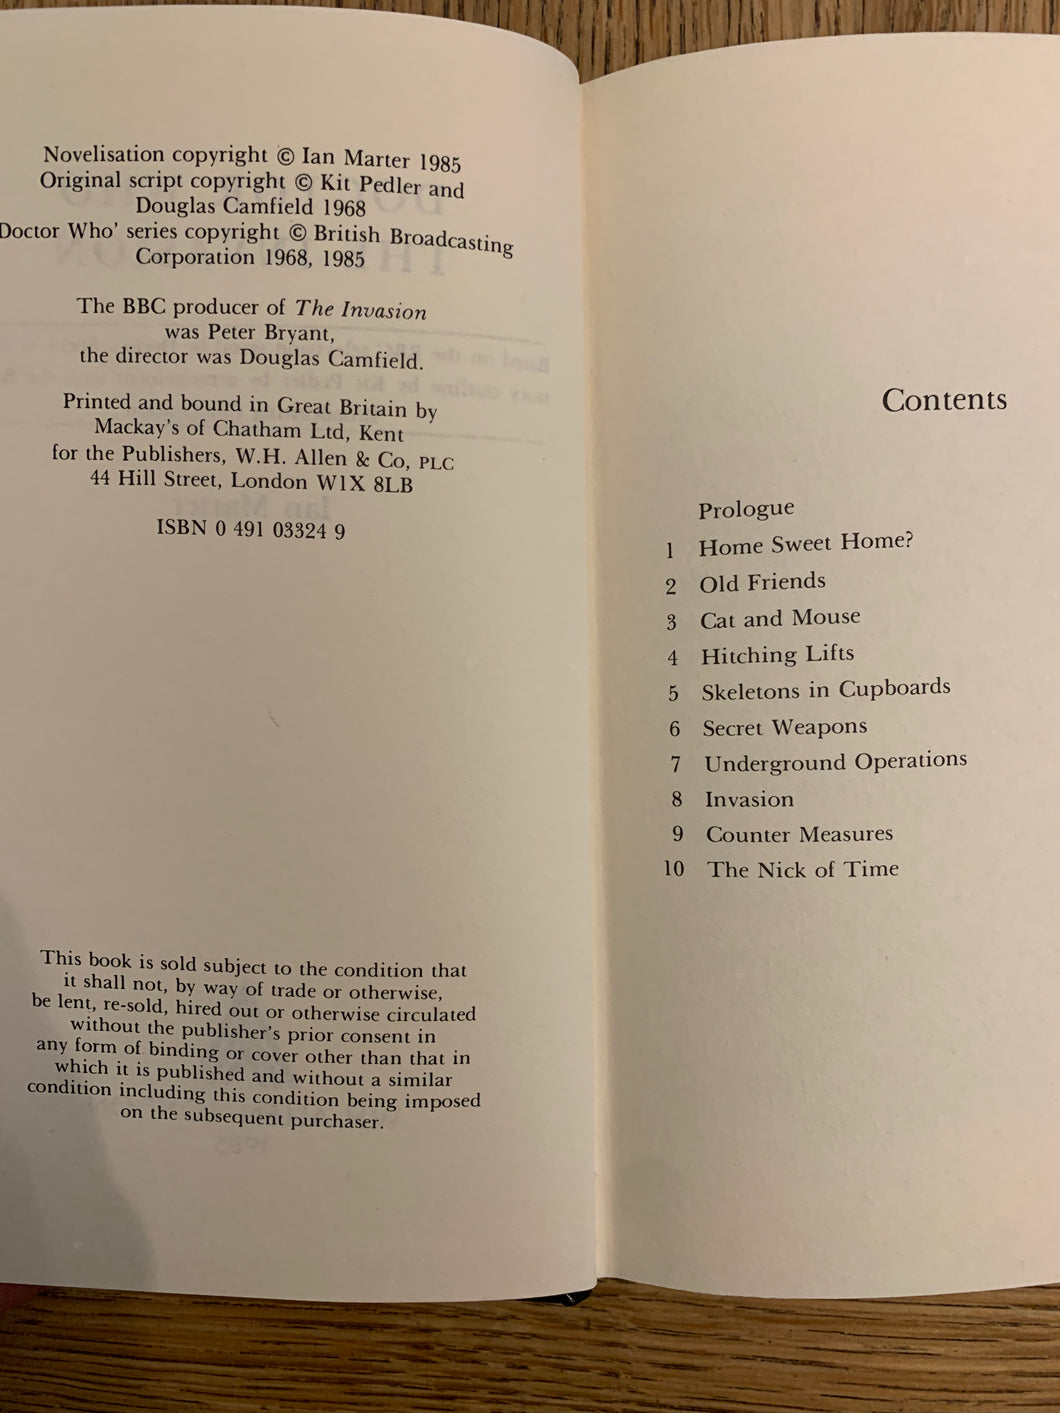 Novelisation copyright © Ian Marter 1985
Original script copyright © Kit Pedler and
Douglas Camfield 1968
Doctor Who' series copyright © British Broadcasting
Corporation 1968, 1985
The BBC producer of The Invasion
was Peter Bryant,
the director was Douglas Camfield.
Printed and bound in Great Britain by
Mackay's of Chatham Ltd, Kent
for the Publishers, W.H. Allen & Co, PLC
44 Hill Street, London W1X 8LB
ISBN 0 491 03324 9
This book is sold subject to the condition that
it shall not, by way of trade or otherwise,
be lent, re-sold, hired out or otherwise circulated
without the publisher's prior consent in
any form of binding or cover other than that in
which it is published and without a similar
condition including this condition being imposed
on the subsequent purchaser.
Contents
Prologue
1 Home Sweet Home?
2 Old Friends
3 Cat and Mouse
4 Hitching Lifts
5 Skeletons in Cupboards
6 Secret Weapons
7 Underground Operations
8 Invasion
9 Counter Measures
10 The Nick of Time